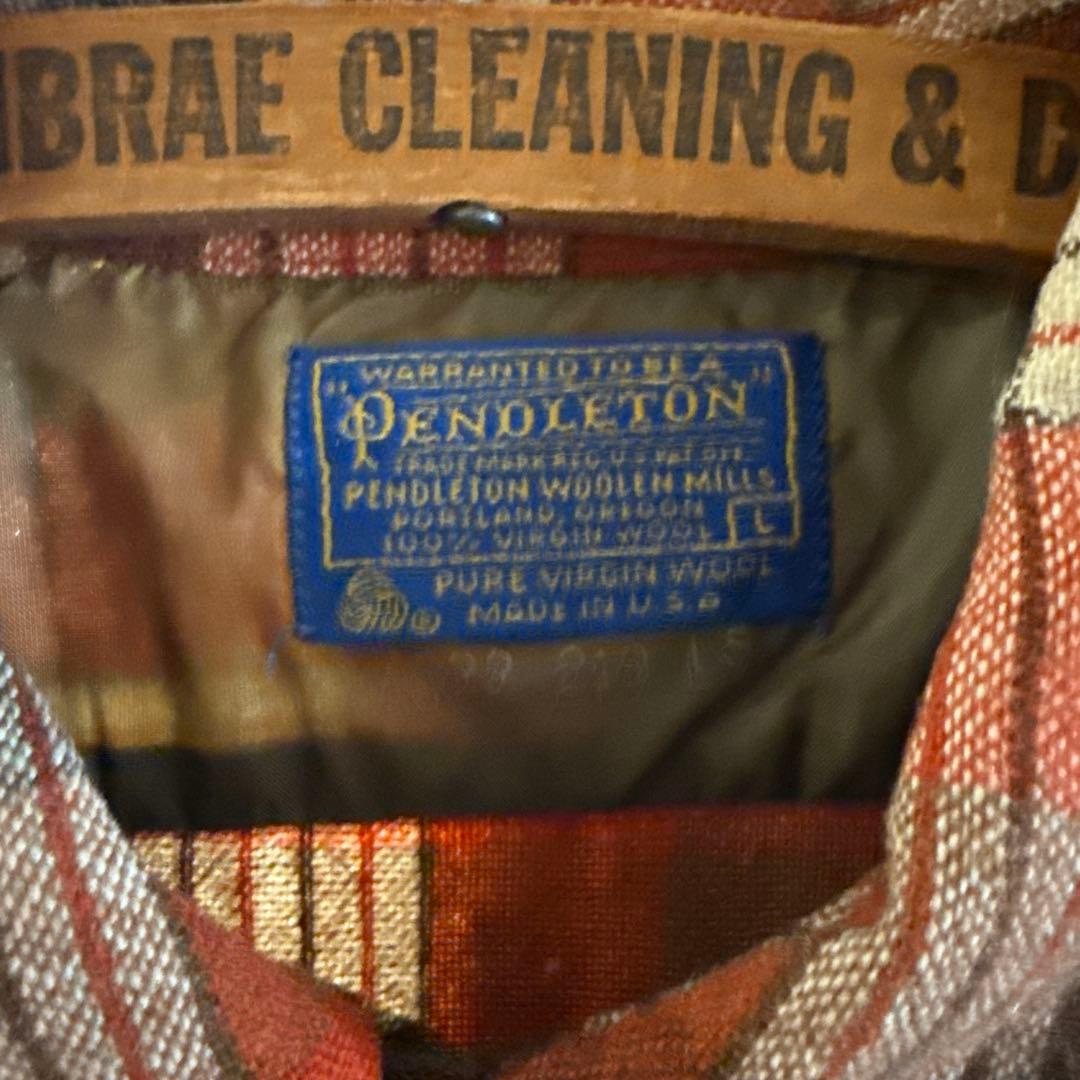 BRAE CLEANING & D
"WARRANTED TO BE A"
PENDLETON
TRADE MARK REG. U.S. PAT. OFF.
PENDLETON WOOLEN MILLS
PORTLAND, OREGON
100% VIRGIN WOOL
L
PURE VIRGIN WOOL
® MADE IN U.S.A